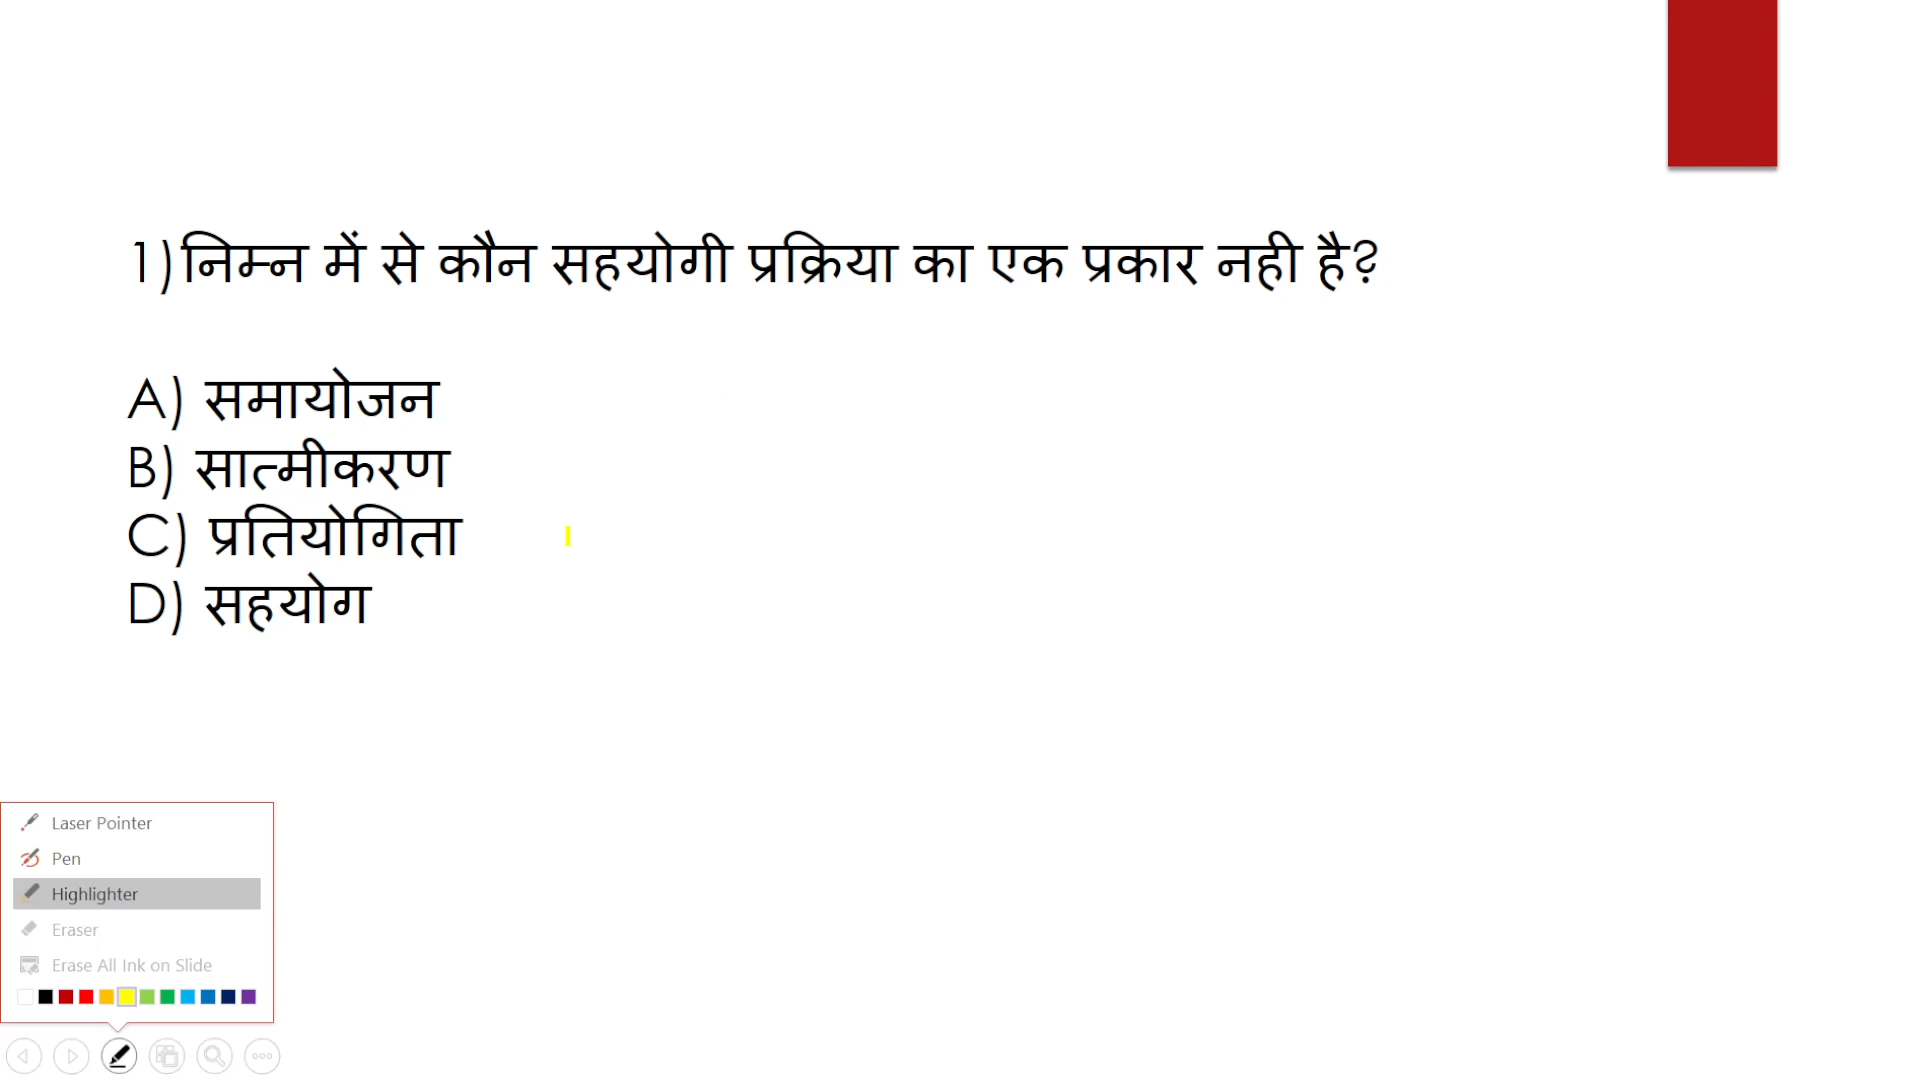 1)निम्न में से कौन सहयोगी प्रक्रिया का एक प्रकार नही है?
A) समायोजन
B) सात्मीकरण
C) प्रतियोगिता
D) सहयोग
Laser Pointer
Pen
Highlighter
Eraser
Erase All Ink on Slide